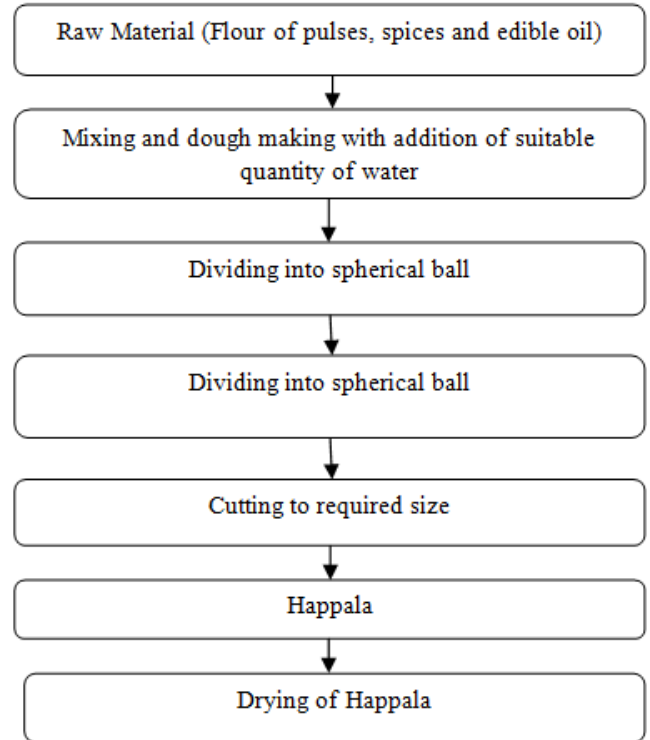 Raw Material (Flour of pulses, spices and edible oil)
Mixing and dough making with addition of suitable
quantity of water
Dividing into spherical ball
Dividing into spherical ball
Cutting to required size
Happala
Drying of Happala